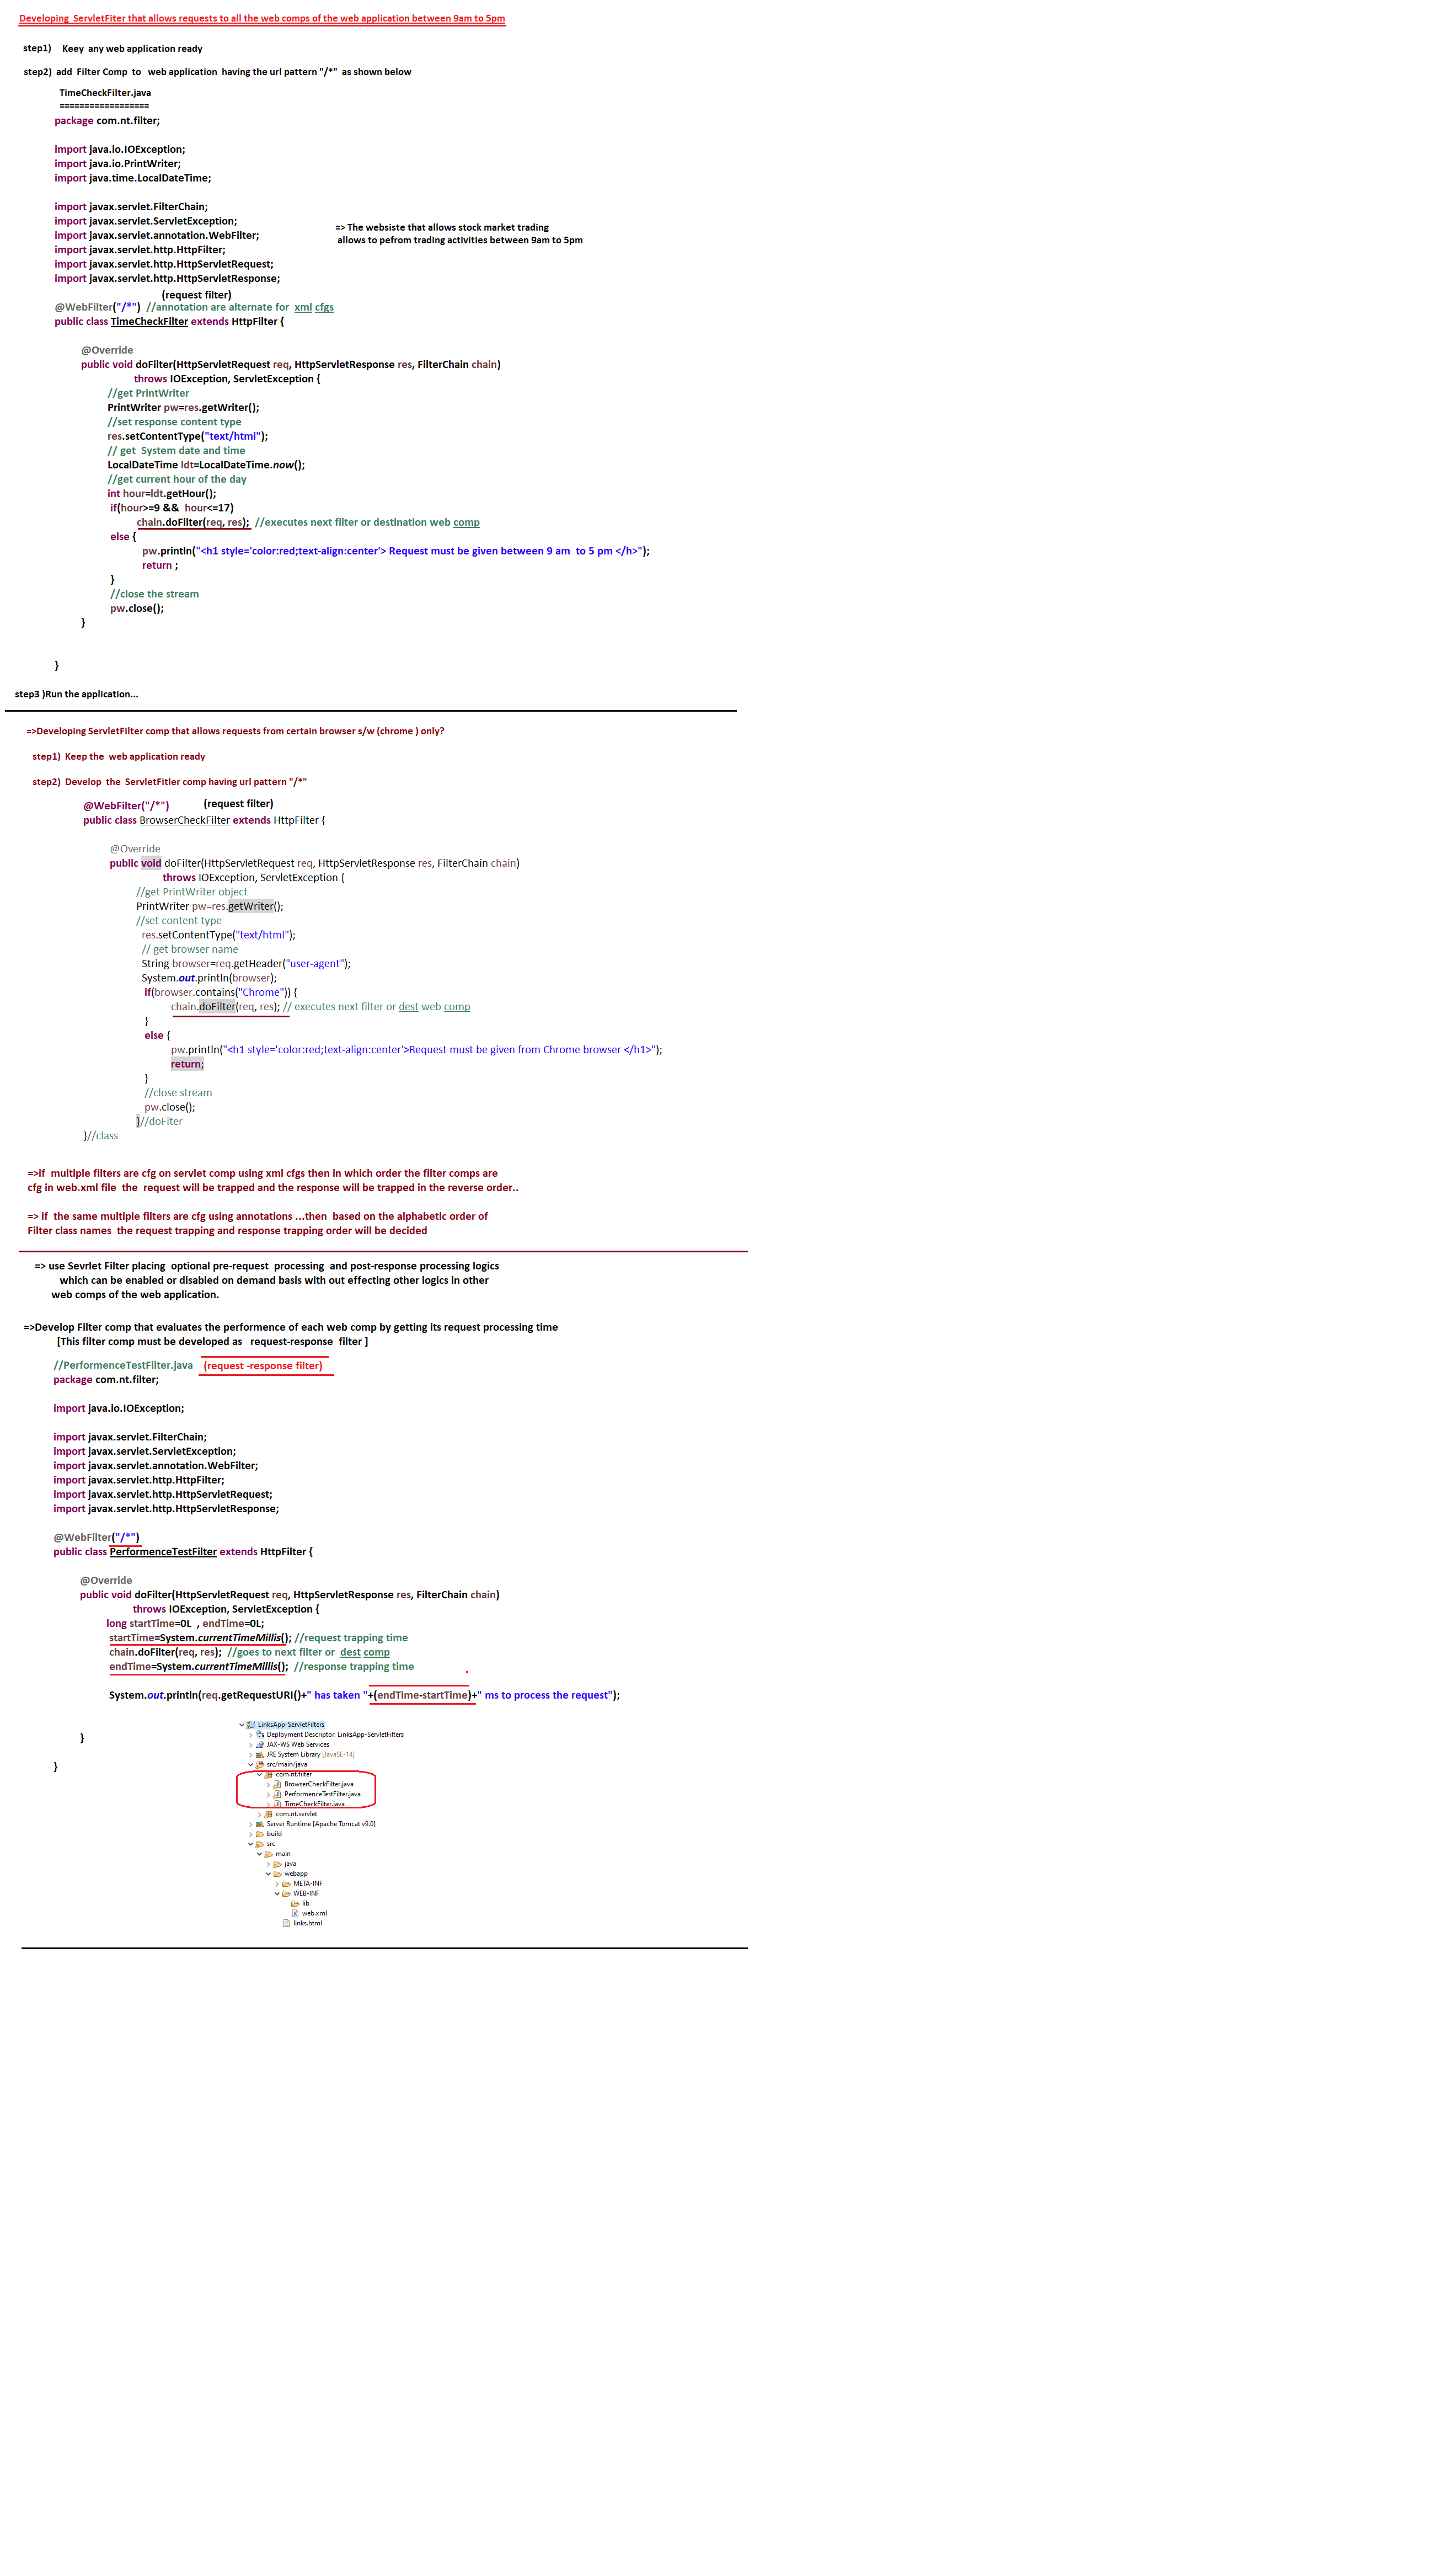 Developing  ServletFiter that allows requests to all the web comps of the web application between 9am to 5pm
step1)    Keey  any web application ready
step2)  add  Filter Comp  to   web application  having the url pattern "/*"  as shown below
TimeCheckFilter.java
==================
package com.nt.filter;
import java.io.IOException;
import java.io.PrintWriter;
import java.time.LocalDateTime;
import javax.servlet.FilterChain;
import javax.servlet.ServletException;
import javax.servlet.annotation.WebFilter;
import javax.servlet.http.HttpFilter;
import javax.servlet.http.HttpServletRequest;
import javax.servlet.http.HttpServletResponse;
=> The websiste that allows stock market trading
allows to pefrom trading activities between 9am to 5pm
(request filter)
@WebFilter("/*")  //annotation are alternate for  xml cfgs
public class TimeCheckFilter extends HttpFilter {
@Override
public void doFilter(HttpServletRequest req, HttpServletResponse res, FilterChain chain)
throws IOException, ServletException {
//get PrintWriter
PrintWriter pw=res.getWriter();
//set response content type
res.setContentType("text/html");
// get  System date and time
LocalDateTime ldt=LocalDateTime.now();
//get current hour of the day
int hour=ldt.getHour();
if(hour>=9 &&  hour<=17)
chain.doFilter(req, res);  //executes next filter or destination web comp
else {
pw.println("<h1 style='color:red;text-align:center'> Request must be given between 9 am  to 5 pm </h>");
return ;
}
//close the stream
pw.close();
}
}
step3 )Run the application...
=>Developing ServletFilter comp that allows requests from certain browser s/w (chrome ) only?
step1)  Keep the  web application ready
step2)  Develop  the  ServletFitler comp having url pattern "/*"
@WebFilter("/*")          (request filter)
public class BrowserCheckFilter extends HttpFilter {
@Override
public void doFilter(HttpServletRequest req, HttpServletResponse res, FilterChain chain)
throws IOException, ServletException {
//get PrintWriter object
PrintWriter pw=res.getWriter();
//set content type
res.setContentType("text/html");
// get browser name
String browser=req.getHeader("user-agent");
System.out.println(browser);
if(browser.contains("Chrome")) {
chain.doFilter(req, res); // executes next filter or dest web comp
}
else {
pw.println("<h1 style='color:red;text-align:center'>Request must be given from Chrome browser </h1>");
return;
}
//close stream
pw.close();
}//doFiter
}//class
=>if  multiple filters are cfg on servlet comp using xml cfgs then in which order the filter comps are
cfg in web.xml file  the  request will be trapped and the response will be trapped in the reverse order..
=> if  the same multiple filters are cfg using annotations ...then  based on the alphabetic order of
Filter class names  the request trapping and response trapping order will be decided
=> use Sevrlet Filter placing  optional pre-request  processing  and post-response processing logics
which can be enabled or disabled on demand basis with out effecting other logics in other
web comps of the web application.
=>Develop Filter comp that evaluates the performence of each web comp by getting its request processing time
[This filter comp must be developed as   request-response  filter ]
//PerformenceTestFilter.java   (request -response filter)
package com.nt.filter;
import java.io.IOException;
import javax.servlet.FilterChain;
import javax.servlet.ServletException;
import javax.servlet.annotation.WebFilter;
import javax.servlet.http.HttpFilter;
import javax.servlet.http.HttpServletRequest;
import javax.servlet.http.HttpServletResponse;
@WebFilter("/*")
public class PerformenceTestFilter extends HttpFilter {
@Override
public void doFilter(HttpServletRequest req, HttpServletResponse res, FilterChain chain)
throws IOException, ServletException {
long startTime=0L  , endTime=0L;
startTime=System.currentTimeMillis(); //request trapping time
chain.doFilter(req, res);  //goes to next filter or  dest comp
endTime=System.currentTimeMillis();  //response trapping time
System.out.println(req.getRequestURI()+" has taken "+(endTime-startTime)+" ms to process the request");
}
}
LinksApp-ServletFilters
Deployment Descriptor: LinksApp-ServletFilters
JAX-WS Web Services
JRE System Library [JavaSE-14]
src/main/java
com.nt.filter
BrowserCheckFilter.java
PerformenceTestFilter.java
TimeCheckFilter.java
com.nt.servlet
Server Runtime [Apache Tomcat v9.0]
build
src
main
java
webapp
META-INF
WEB-INF
lib
web.xml
links.html